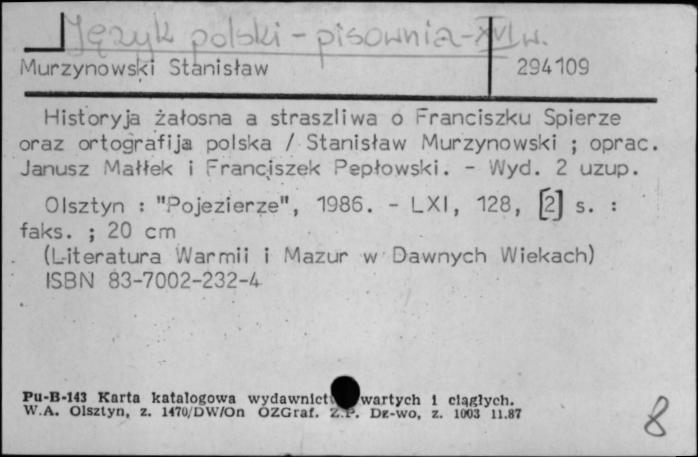 Język polski - pisownia - XVI w.
Murzynowski Stanisław 294109
Historyja żałosna a straszliwa o Franciszku Spierze
oraz ortografija polska / Stanisław Murzynowski ; oprac.
Janusz Małłek i Franciszek Pepłowski. - Wyd. 2 uzup.
Olsztyn : "Pojezierze", 1986. - LXI, 128, [2] s. :
faks. ; 20 cm
(Literatura Warmii i Mazur w Dawnych Wiekach)
ISBN 83-7002-232-4
Pu-B-143 Karta katalogowa wydawnict wartych i ciągłych.
W.A. Olsztyn, z. 1470/DW/On OZGraf. Z.P. Dz-wo, z. 1003 11.87
8